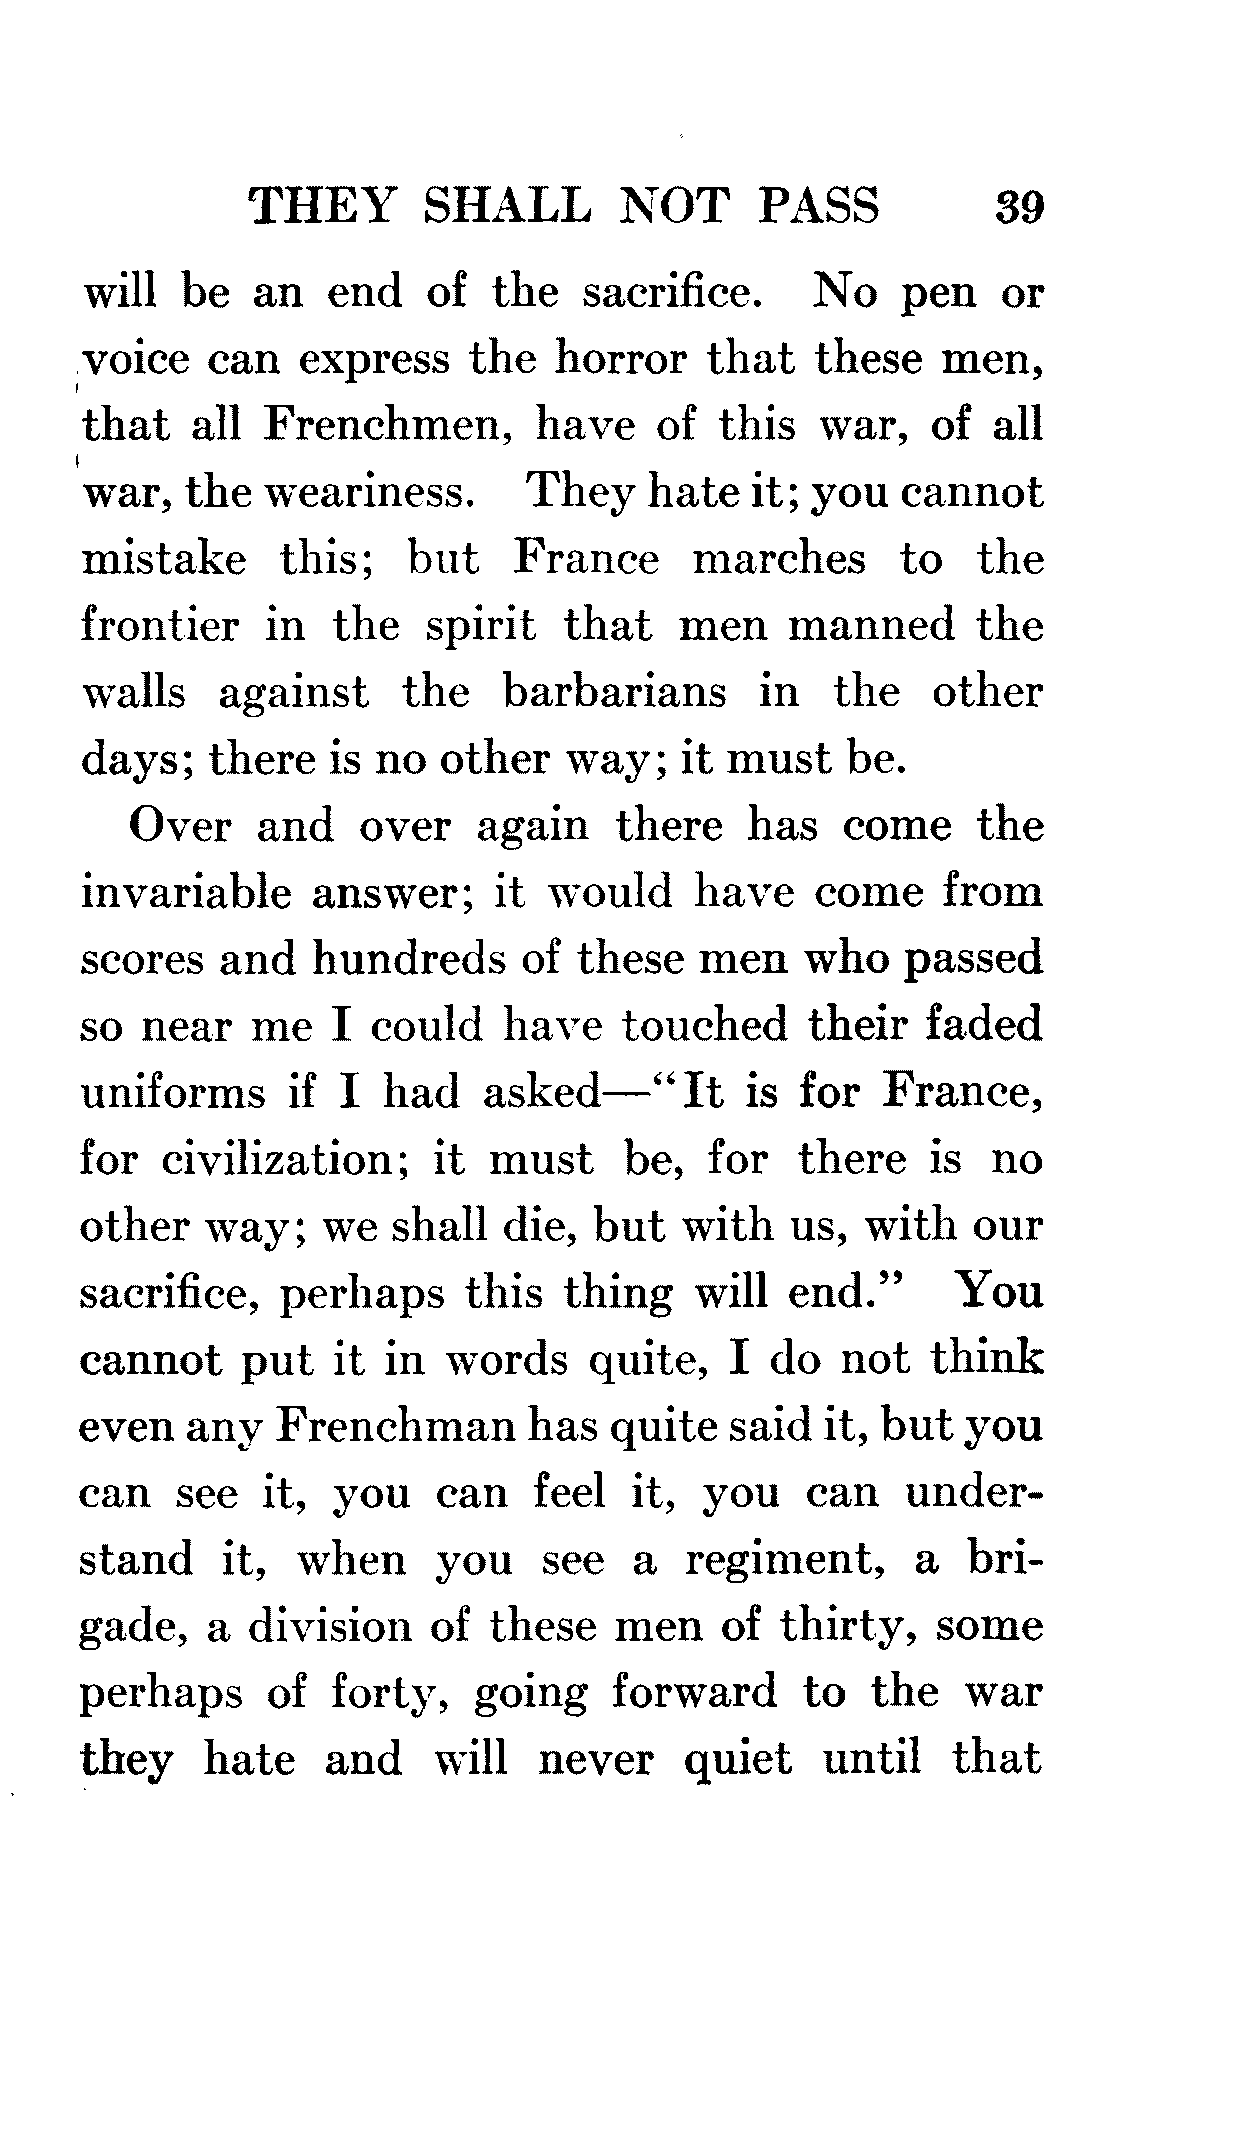 THEY SHALL NOT PASS 39
will be an end of the sacrifice. No pen or
voice can express the horror that these men,
that all Frenchmen, have of this war, of all
war, the weariness. They hate it; you cannot
mistake this; but France marches to the
frontier in the spirit that men manned the
walls against the barbarians in the other
days; there is no other way; it must be.
Over and over again there has come the
invariable answer; it would have come from
scores and hundreds of these men who passed
so near me I could have touched their faded
uniforms if I had asked—“It is for France,
for civilization; it must be, for there is no
other way; we shall die, but with us, with our
sacrifice, perhaps this thing will end.” You
cannot put it in words quite, I do not think
even any Frenchman has quite said it, but you
can see it, you can feel it, you can under-
stand it, when you see a regiment, a bri-
gade, a division of these men of thirty, some
perhaps of forty, going forward to the war
they hate and will never quiet until that